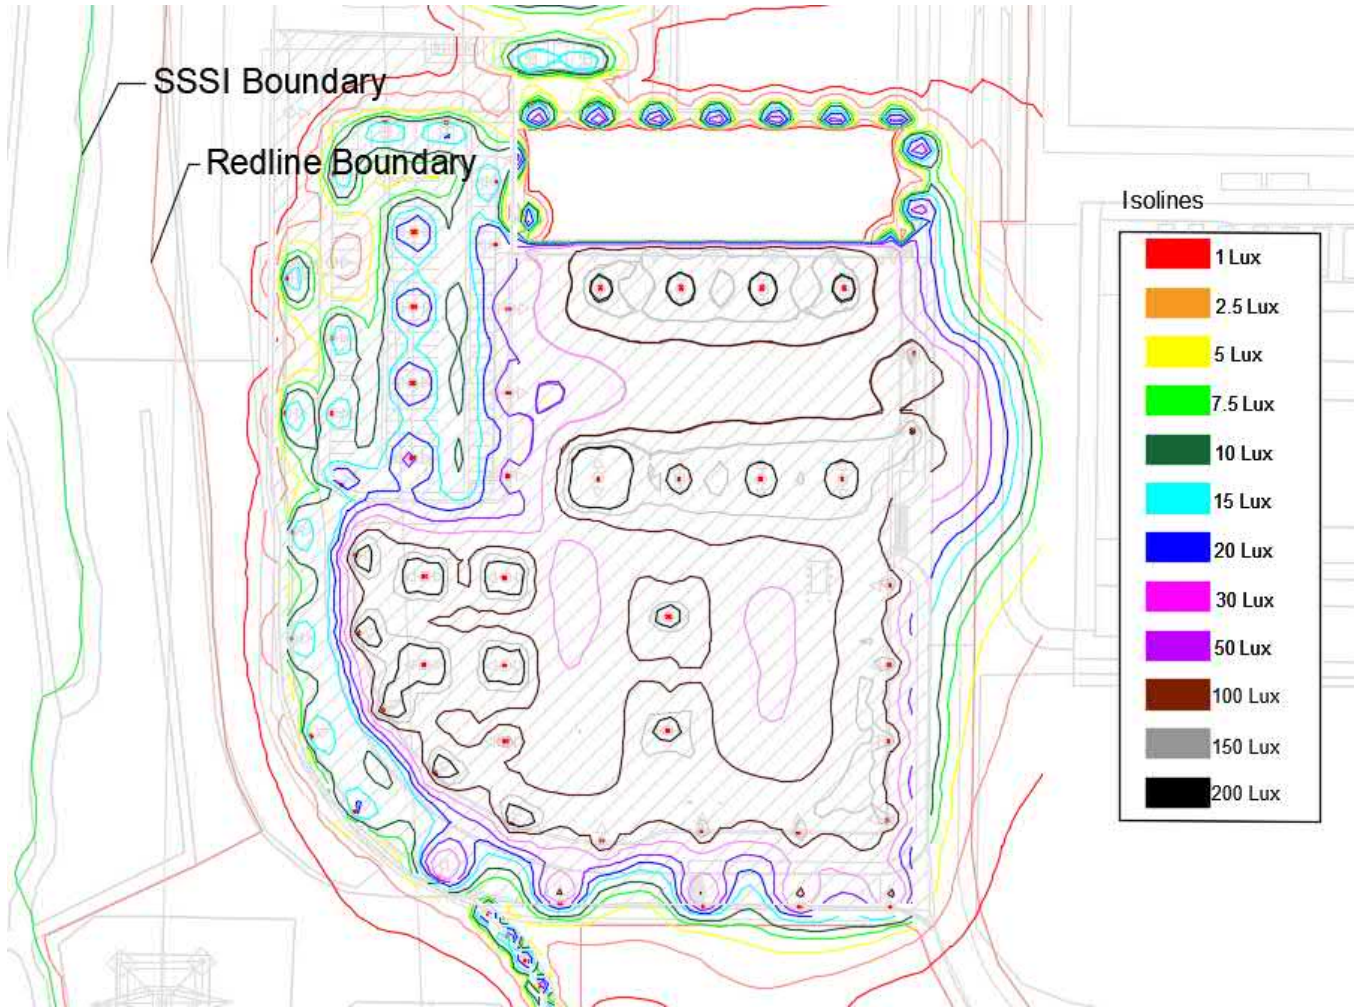 SSSI Boundary
Redline Boundary
Isolines
1 Lux
2.5 Lux
5 Lux
7.5 Lux
10 Lux
15 Lux
20 Lux
30 Lux
50 Lux
100 Lux
150 Lux
200 Lux